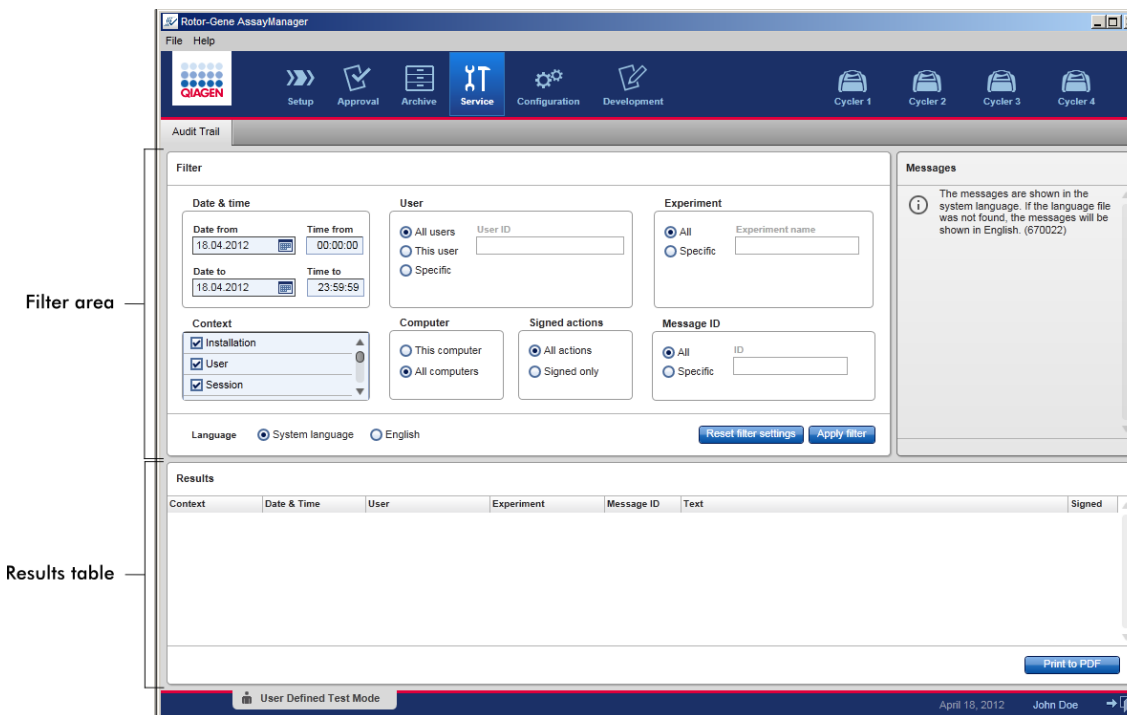 Rotor-Gene AssayManager
File Help
QIAGEN
Setup Approval Archive Service Configuration Development Cycler 1 Cycler 2 Cycler 3 Cycler 4
Audit Trail
Filter area
Filter
Date & time
Date from Time from
18.04.2012 00:00:00
Date to Time to
18.04.2012 23:59:59
User
All users User ID
This user
Specific
Experiment
All Experiment name
Specific
Context
Installation
User
Session
Computer
This computer
All computers
Signed actions
All actions
Signed only
Message ID
All ID
Specific
Language System language English
Reset filter settings Apply filter
Messages
The messages are shown in the
system language. If the language file
was not found, the messages will be
shown in English. (670022)
Results table
Results
Context Date & Time User Experiment Message ID Text Signed
Print to PDF
User Defined Test Mode
April 18, 2012 John Doe